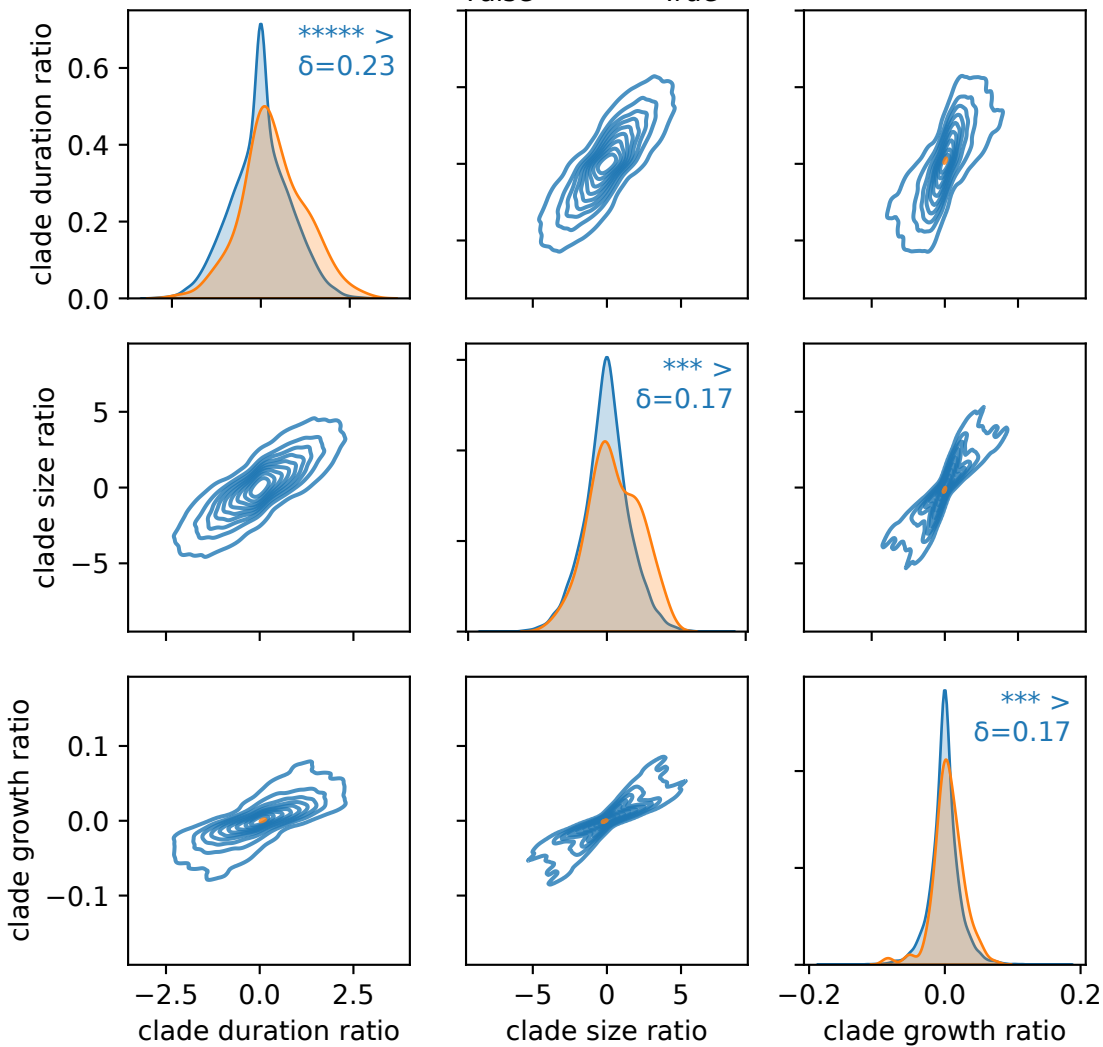 ***** >
δ=0.23
clade duration ratio
0.6
0.4
0.2
0.0
*** >
δ=0.17
clade size ratio
5
0
−5
*** >
δ=0.17
clade growth ratio
0.1
0.0
−0.1
−2.5 0.0 2.5
−5 0 5
−0.2 0.0 0.2
clade duration ratio
clade size ratio
clade growth ratio